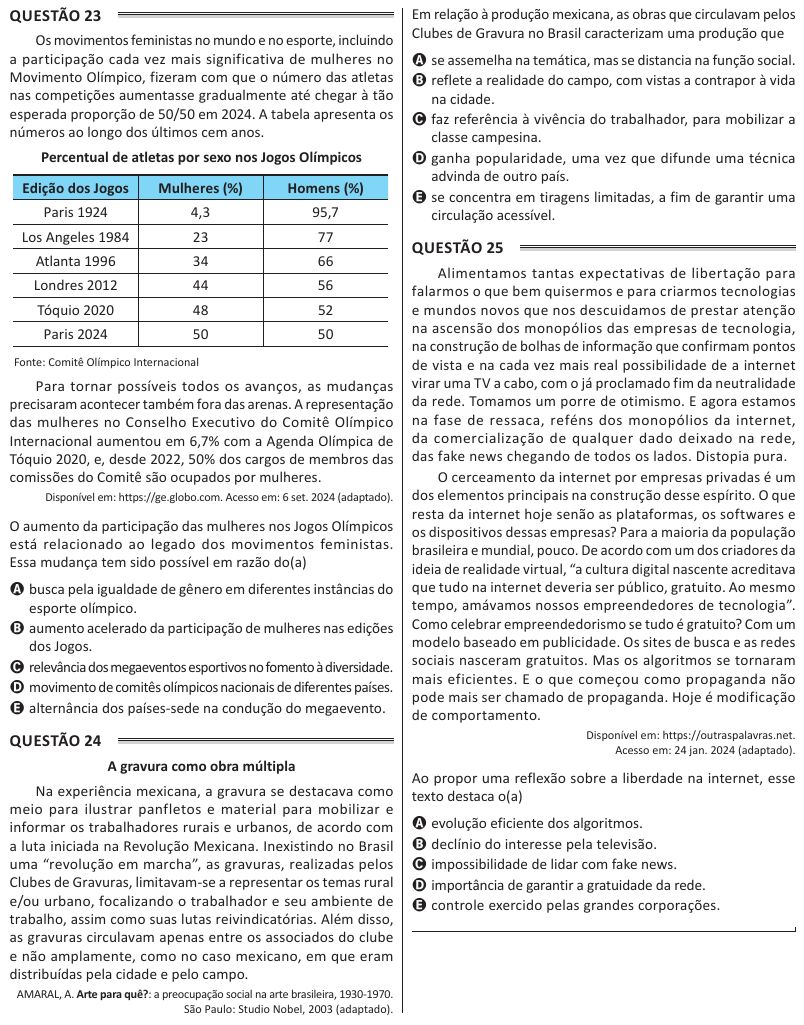 QUESTÃO 23
Os movimentos feministas no mundo e no esporte, incluindo
a participação cada vez mais significativa de mulheres no
Movimento Olímpico, fizeram com que o número das atletas
nas competições aumentasse gradualmente até chegar à tão
esperada proporção de 50/50 em 2024. A tabela apresenta os
números ao longo dos últimos cem anos.
Percentual de atletas por sexo nos Jogos Olímpicos
Edição dos Jogos Mulheres (%) Homens (%)
Paris 1924 4,3 95,7
Los Angeles 1984 23 77
Atlanta 1996 34 66
Londres 2012 44 56
Tóquio 2020 48 52
Paris 2024 50 50
Fonte: Comitê Olímpico Internacional
Para tornar possíveis todos os avanços, as mudanças
precisaram acontecer também fora das arenas. A representação
das mulheres no Conselho Executivo do Comitê Olímpico
Internacional aumentou em 6,7% com a Agenda Olímpica de
Tóquio 2020, e, desde 2022, 50% dos cargos de membros das
comissões do Comitê são ocupados por mulheres.
Disponível em: https://ge.globo.com. Acesso em: 6 set. 2024 (adaptado).
O aumento da participação das mulheres nos Jogos Olímpicos
está relacionado ao legado dos movimentos feministas.
Essa mudança tem sido possível em razão do(a)
A busca pela igualdade de gênero em diferentes instâncias do
esporte olímpico.
B aumento acelerado da participação de mulheres nas edições
dos Jogos.
C relevância dos megaeventos esportivos no fomento à diversidade.
D movimento de comitês olímpicos nacionais de diferentes países.
E alternância dos países-sede na condução do megaevento.
QUESTÃO 24
A gravura como obra múltipla
Na experiência mexicana, a gravura se destacava como
meio para ilustrar panfletos e material para mobilizar e
informar os trabalhadores rurais e urbanos, de acordo com
a luta iniciada na Revolução Mexicana. Inexistindo no Brasil
uma “revolução em marcha”, as gravuras, realizadas pelos
Clubes de Gravuras, limitavam-se a representar os temas rural
e/ou urbano, focalizando o trabalhador e seu ambiente de
trabalho, assim como suas lutas reivindicatórias. Além disso,
as gravuras circulavam apenas entre os associados do clube
e não amplamente, como no caso mexicano, em que eram
distribuídas pela cidade e pelo campo.
AMARAL, A. Arte para quê?: a preocupação social na arte brasileira, 1930-1970.
São Paulo: Studio Nobel, 2003 (adaptado).
Em relação à produção mexicana, as obras que circulavam pelos
Clubes de Gravura no Brasil caracterizam uma produção que
A se assemelha na temática, mas se distancia na função social.
B reflete a realidade do campo, com vistas a contrapor à vida
na cidade.
C faz referência à vivência do trabalhador, para mobilizar a
classe campesina.
D ganha popularidade, uma vez que difunde uma técnica
advinda de outro país.
E se concentra em tiragens limitadas, a fim de garantir uma
circulação acessível.
QUESTÃO 25
Alimentamos tantas expectativas de libertação para
falarmos o que bem quisermos e para criarmos tecnologias
e mundos novos que nos descuidamos de prestar atenção
na ascensão dos monopólios das empresas de tecnologia,
na construção de bolhas de informação que confirmam pontos
de vista e na cada vez mais real possibilidade de a internet
virar uma TV a cabo, com o já proclamado fim da neutralidade
da rede. Tomamos um porre de otimismo. E agora estamos
na fase de ressaca, reféns dos monopólios da internet,
da comercialização de qualquer dado deixado na rede,
das fake news chegando de todos os lados. Distopia pura.
O cerceamento da internet por empresas privadas é um
dos elementos principais na construção desse espírito. O que
resta da internet hoje senão as plataformas, os softwares e
os dispositivos dessas empresas? Para a maioria da população
brasileira e mundial, pouco. De acordo com um dos criadores da
ideia de realidade virtual, “a cultura digital nascente acreditava
que tudo na internet deveria ser público, gratuito. Ao mesmo
tempo, amávamos nossos empreendedores de tecnologia”.
Como celebrar empreendedorismo se tudo é gratuito? Com um
modelo baseado em publicidade. Os sites de busca e as redes
sociais nasceram gratuitos. Mas os algoritmos se tornaram
mais eficientes. E o que começou como propaganda não
pode mais ser chamado de propaganda. Hoje é modificação
de comportamento.
Disponível em: https://outraspalavras.net.
Acesso em: 24 jan. 2024 (adaptado).
Ao propor uma reflexão sobre a liberdade na internet, esse
texto destaca o(a)
A evolução eficiente dos algoritmos.
B declínio do interesse pela televisão.
C impossibilidade de lidar com fake news.
D importância de garantir a gratuidade da rede.
E controle exercido pelas grandes corporações.